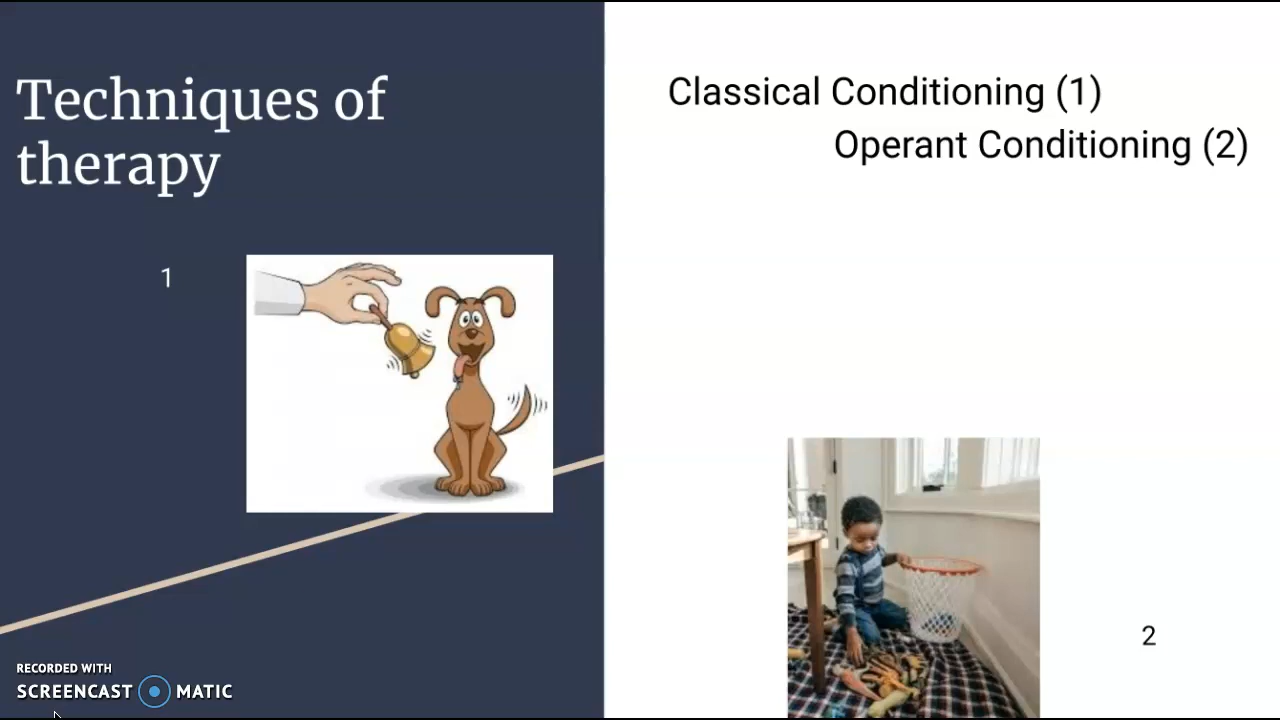 Techniques of
therapy
Classical Conditioning (1)
Operant Conditioning (2)
1
2
RECORDED WITH
SCREENCAST MATIC